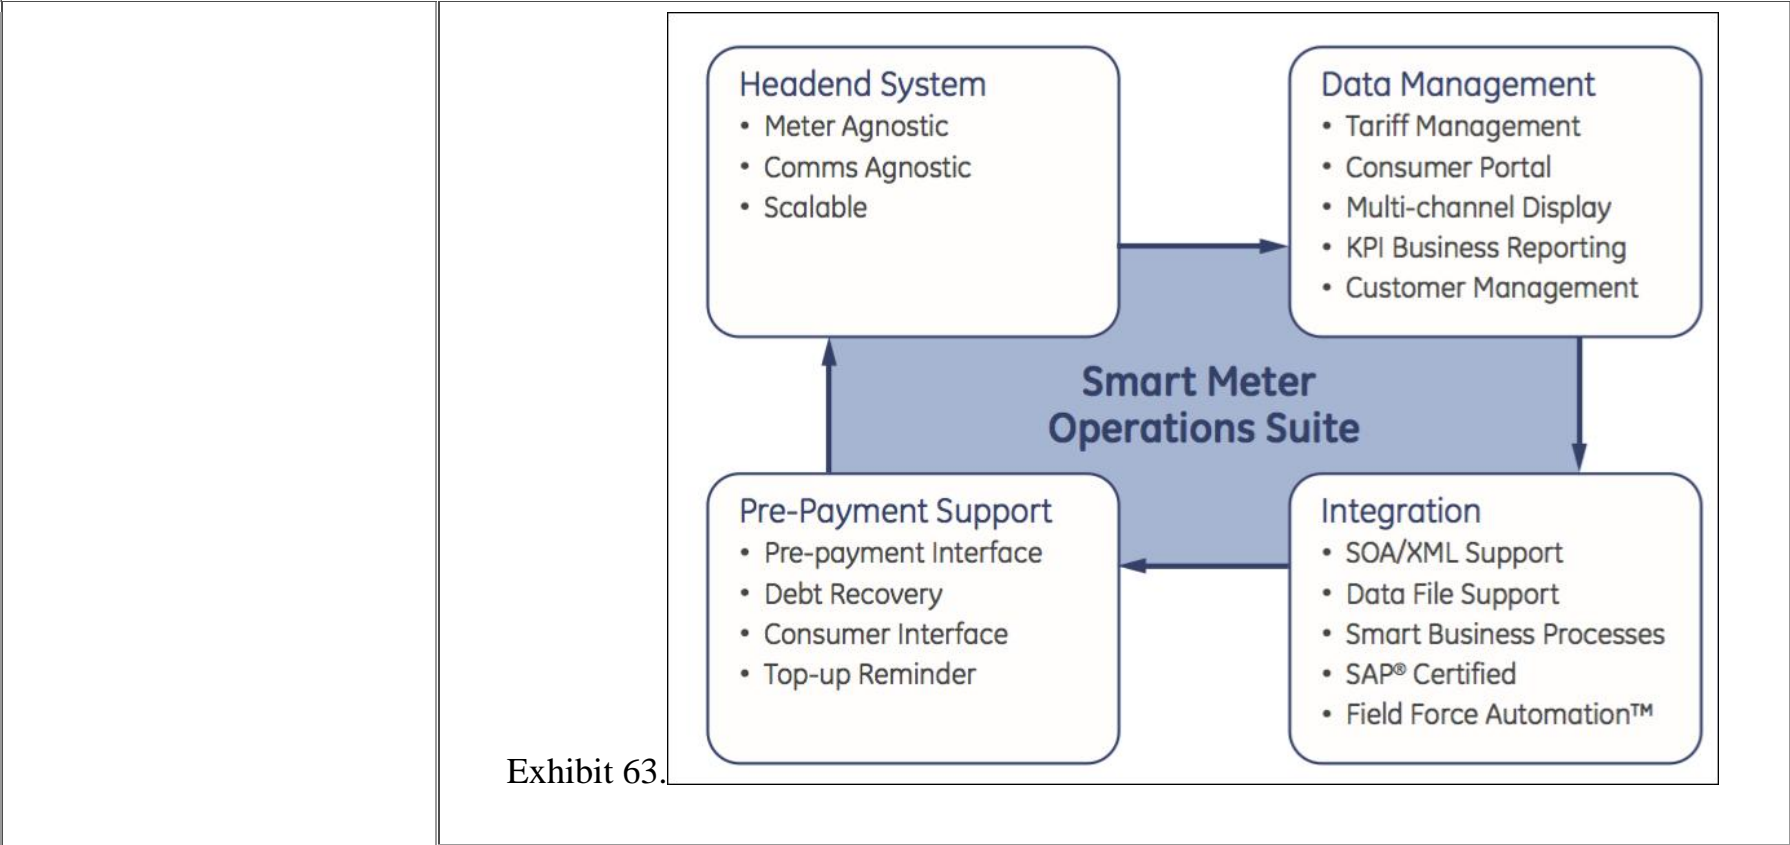 Headend System
• Meter Agnostic
• Comms Agnostic
• Scalable
Data Management
• Tariff Management
• Consumer Portal
• Multi-channel Display
• KPI Business Reporting
• Customer Management
Smart Meter
Operations Suite
Pre-Payment Support
• Pre-payment Interface
• Debt Recovery
• Consumer Interface
• Top-up Reminder
Integration
• SOA/XML Support
• Data File Support
• Smart Business Processes
• SAP® Certified
• Field Force Automation™
Exhibit 63.